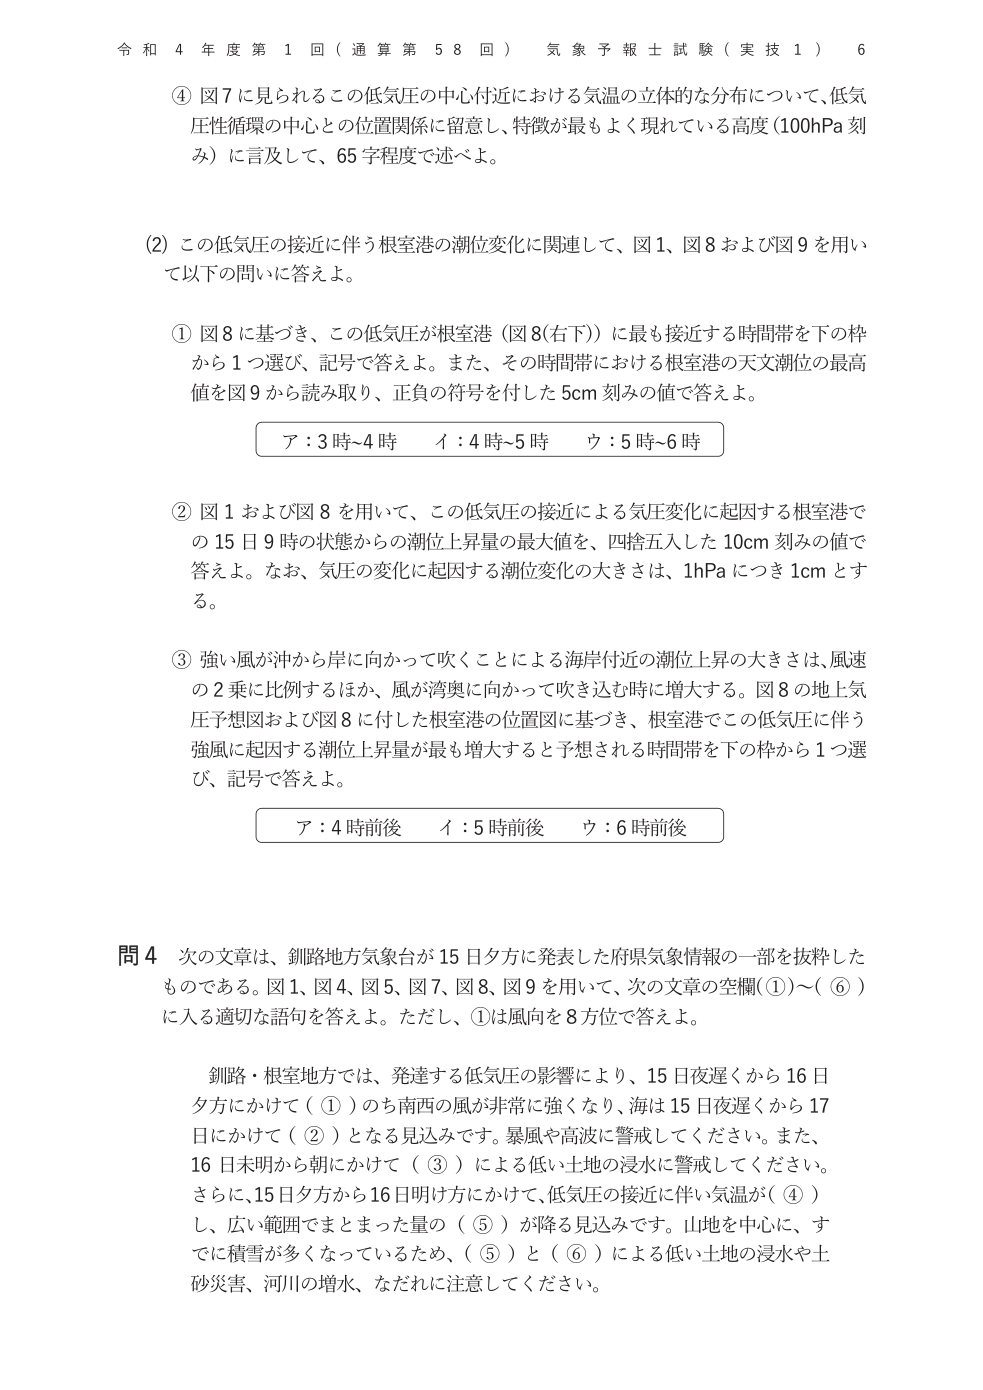 令和4年度第1回(通算第58回) 気象予報士試験(実技1) 6
④ 図7に見られるこの低気圧の中心付近における気温の立体的な分布について、低気
圧性循環の中心との位置関係に留意し、特徴が最もよく現れている高度(100hPa 刻
み）に言及して、65 字程度で述べよ。
(2) この低気圧の接近に伴う根室港の潮位変化に関連して、図1、図8および図9を用い
て以下の問いに答えよ。
① 図8に基づき、この低気圧が根室港（図8(右下)）に最も接近する時間帯を下の枠
から1つ選び、記号で答えよ。また、その時間帯における根室港の天文潮位の最高
値を図9から読み取り、正負の符号を付した 5cm 刻みの値で答えよ。
ア：3時~4時 イ：4時~5時 ウ：5時~6時
② 図1および図8を用いて、この低気圧の接近による気圧変化に起因する根室港で
の 15 日9時の状態からの潮位上昇量の最大値を、四捨五入した 10cm 刻みの値で
答えよ。なお、気圧の変化に起因する潮位変化の大きさは、1hPa につき 1cm とす
る。
③ 強い風が沖から岸に向かって吹くことによる海岸付近の潮位上昇の大きさは、風速
の2乗に比例するほか、風が湾奥に向かって吹き込む時に増大する。図8の地上気
圧予想図および図8に付した根室港の位置図に基づき、根室港でこの低気圧に伴う
強風に起因する潮位上昇量が最も増大すると予想される時間帯を下の枠から1つ選
び、記号で答えよ。
ア：4時前後 イ：5時前後 ウ：6時前後
問4 次の文章は、釧路地方気象台が 15 日夕方に発表した府県気象情報の一部を抜粋した
ものである。図1、図4、図5、図7、図8、図9を用いて、次の文章の空欄(①)～( ⑥ )
に入る適切な語句を答えよ。ただし、①は風向を8方位で答えよ。
釧路・根室地方では、発達する低気圧の影響により、15 日夜遅くから 16 日
夕方にかけて( ① )のち南西の風が非常に強くなり、海は 15 日夜遅くから 17
日にかけて( ② )となる見込みです。暴風や高波に警戒してください。また、
16 日未明から朝にかけて ( ③ ) による低い土地の浸水に警戒してください。
さらに、15日夕方から16日明け方にかけて、低気圧の接近に伴い気温が( ④ )
し、広い範囲でまとまった量の ( ⑤ ) が降る見込みです。山地を中心に、す
でに積雪が多くなっているため、( ⑤ ) と ( ⑥ ) による低い土地の浸水や土
砂災害、河川の増水、なだれに注意してください。